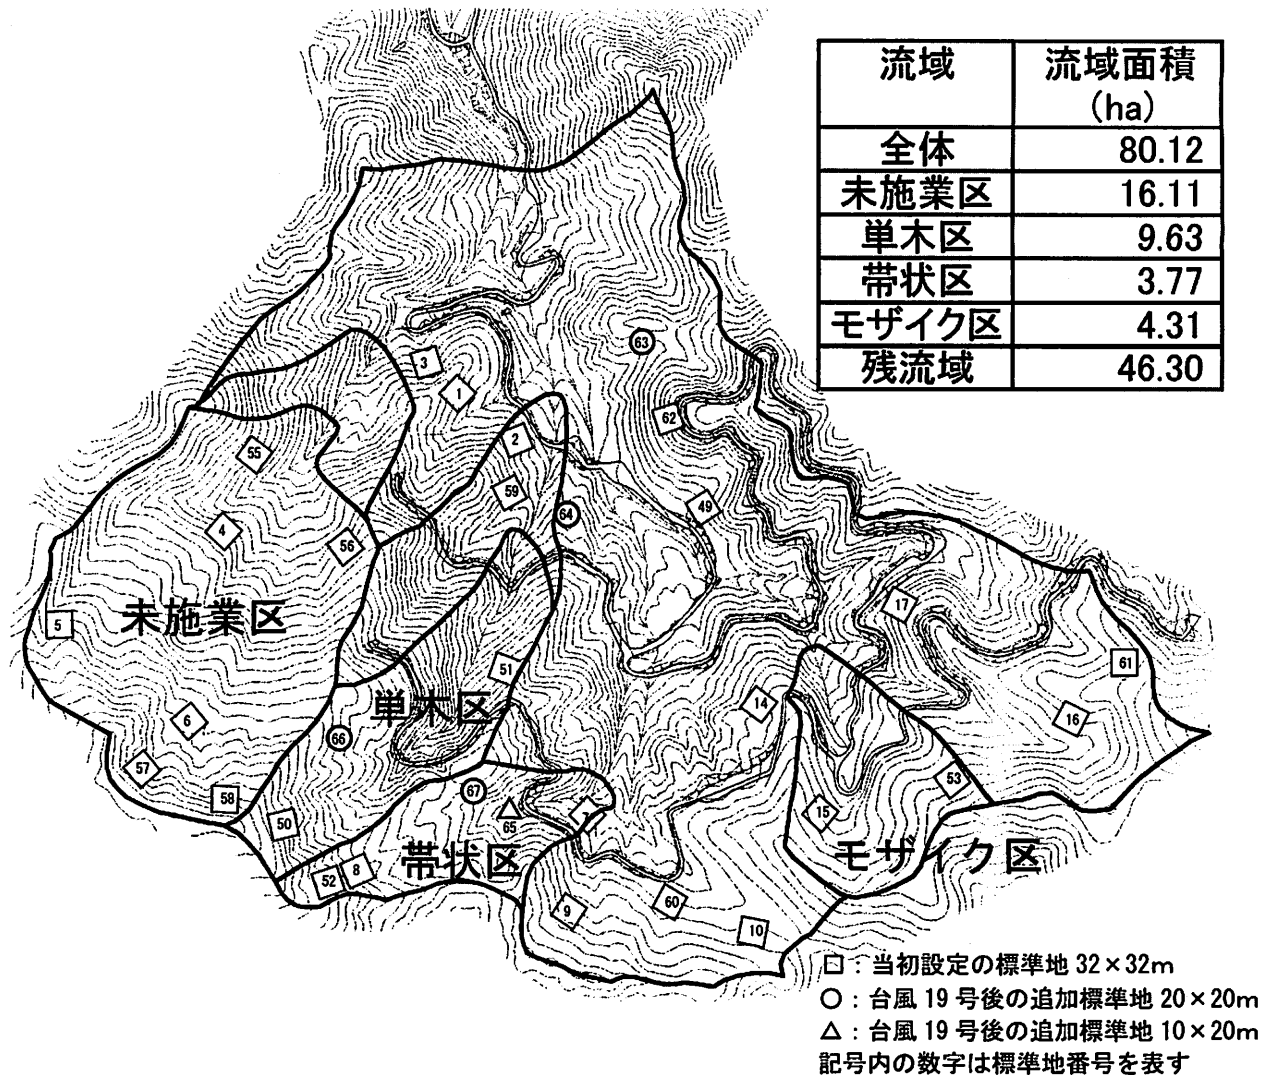 流域 流域面積
(ha)
全体 80.12
未施業区 16.11
単木区 9.63
帯状区 3.77
モザイク区 4.31
残流域 46.30
63
3
1
62
2
55
59
49
64
4
56
17
5
未施業区
61
51
14
16
単木区
6
66
57
53
67
58
15
65
7
50
帯状区
モザイク区
52 8
60
9
10
□：当初設定の標準地 32×32m
○：台風 19 号後の追加標準地 20×20m
△：台風 19 号後の追加標準地 10×20m
記号内の数字は標準地番号を表す